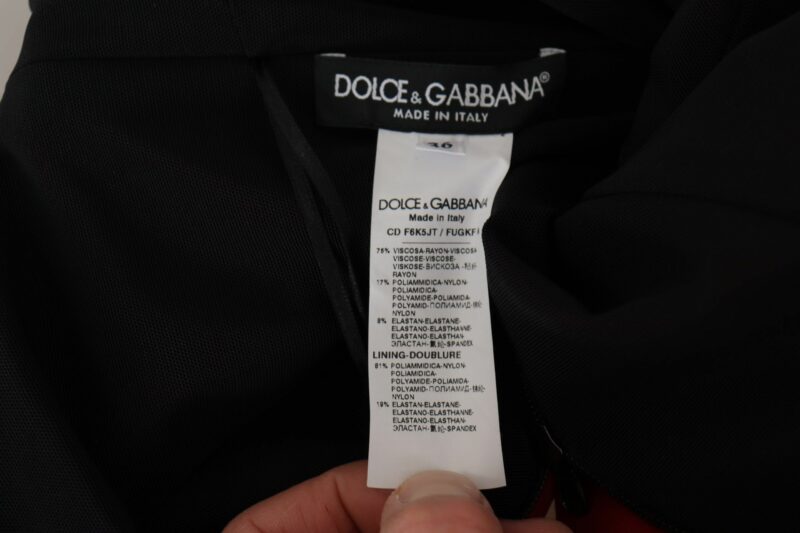 DOLCE & GABBANA®
MADE IN ITALY
DOLCE & GABBANA
Made in Italy
CD F6K5JT / FUGKF
75% VISCOSA-RAYON-VISCOSE
VISCOSE-VISCOSE-
VISKOSE-ВИСКОЗА
RAYON
17% POLIAMMIDICA-NYLON-
POLIAMIDICA-
POLYAMIDE-POLIAMIDA-
POLYAMID-ПОЛИАМИД-
NYLON
8% ELASTAN-ELASTANE-
ELASTANO-ELASTHANNE-
ELASTANO-ELASTHAN-
ЭЛАСТАН- -SPANDEX
LINING-DOUBLURE
81% POLIAMMIDICA-NYLON-
POLIAMIDICA-
POLYAMIDE-POLIAMIDA-
POLYAMID-ПОЛИАМИД-
NYLON
19% ELASTAN-ELASTANE-
ELASTANO-ELASTHANNE-
ELASTANO-ELASTHAN-
ЭЛАСТАН- -SPANDEX